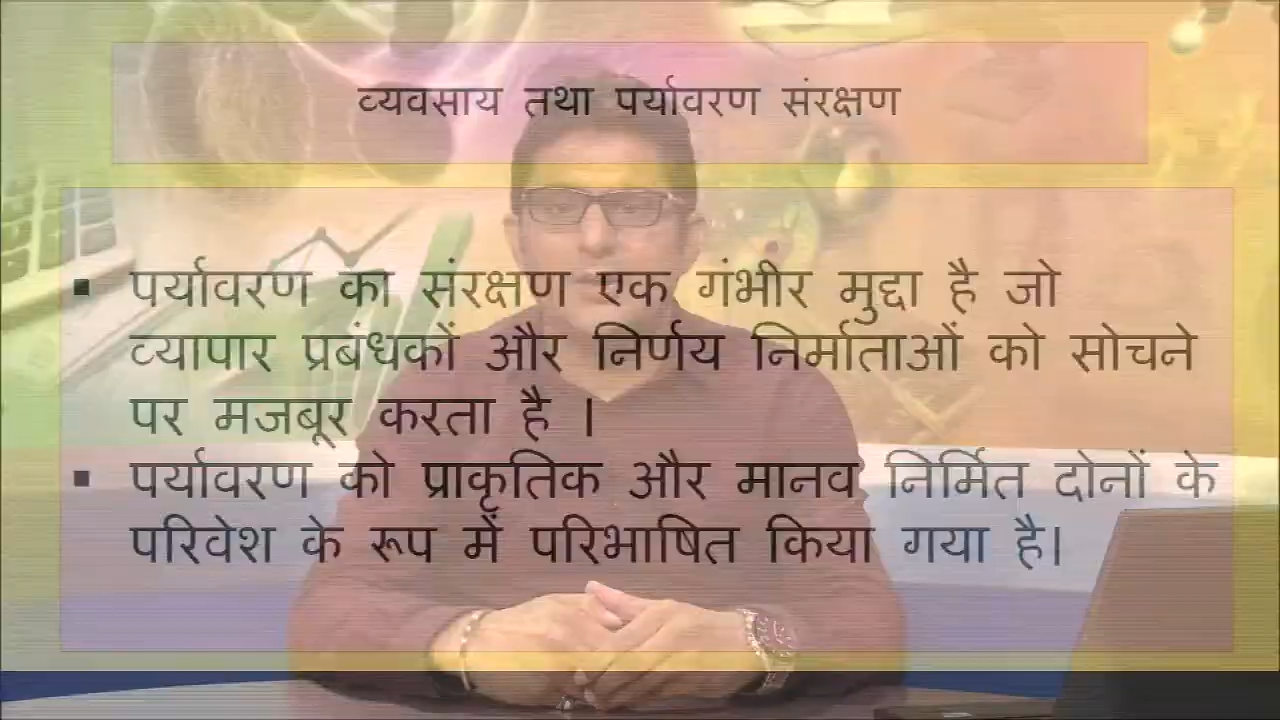 व्यवसाय तथा पर्यावरण संरक्षण
▪ पर्यावरण का संरक्षण एक गंभीर मुद्दा है जो
व्यापार प्रबंधकों और निर्णय निर्माताओं को सोचने
पर मजबूर करता है ।
▪ पर्यावरण को प्राकृतिक और मानव निर्मित दोनों के
परिवेश के रूप में परिभाषित किया गया है।